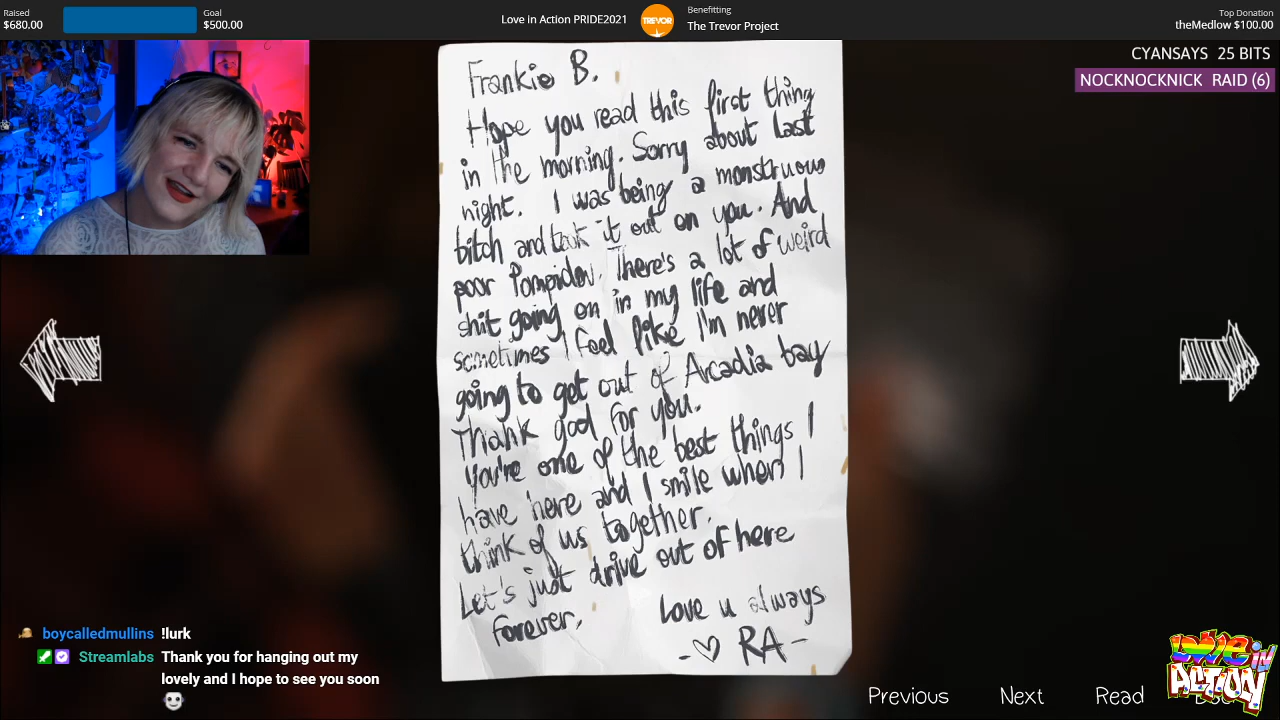 Raised
$680.00
Goal
$500.00
Love in Action PRIDE2021
TREVOR
Benefitting
The Trevor Project
Top Donation
theMedlow $100.00
CYANSAYS 25 BITS
NOCKNOCKNICK RAID (6)
Frankie B.
Hope you read this first thing
in the morning. Sorry about last
night. I was being a monstruous
bitch and took it out on you. And
poor Pompidou. There's a lot of weird
shit going on in my life and
sometimes I feel like I'm never
going to get out of Arcadia bay
Thank god for you.
You're one of the best things I
have here and I smile when I
think of us together.
Let's just drive out of here
forever.
Love u always
-♡ RA-
boycalledmullins !lurk
Streamlabs Thank you for hanging out my
lovely and I hope to see you soon
Previous Next Read
LOVE in
ACTION